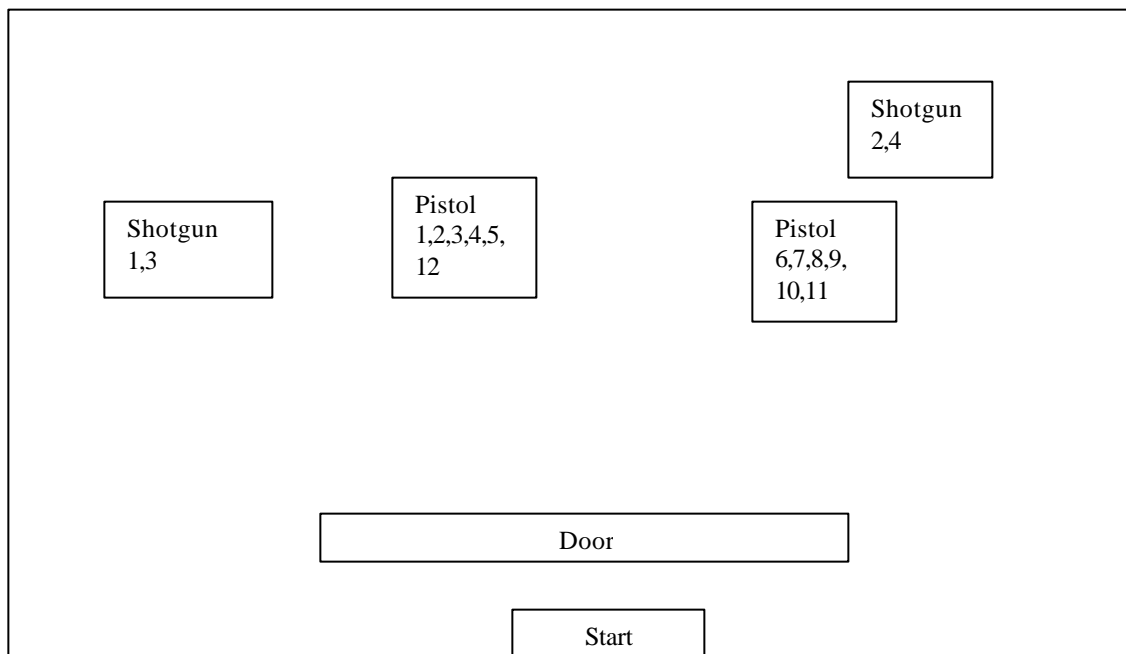 Shotgun
2,4
Pistol
1,2,3,4,5,
12
Shotgun
1,3
Pistol
6,7,8,9,
10,11
Door
Start